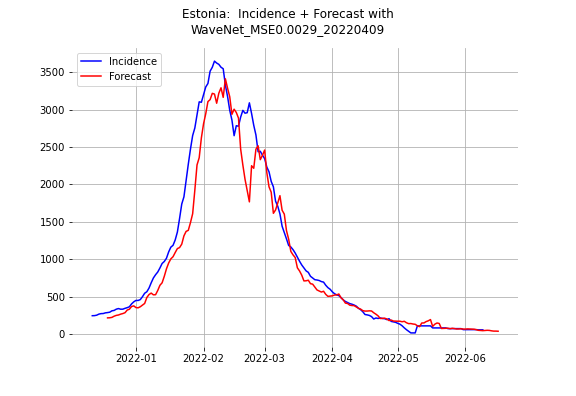 Estonia:  Incidence + Forecast with
WaveNet_MSE0.0029_20220409
Incidence
Forecast
3500
3000
2500
2000
1500
1000
500
0
2022-01 2022-02 2022-03 2022-04 2022-05 2022-06